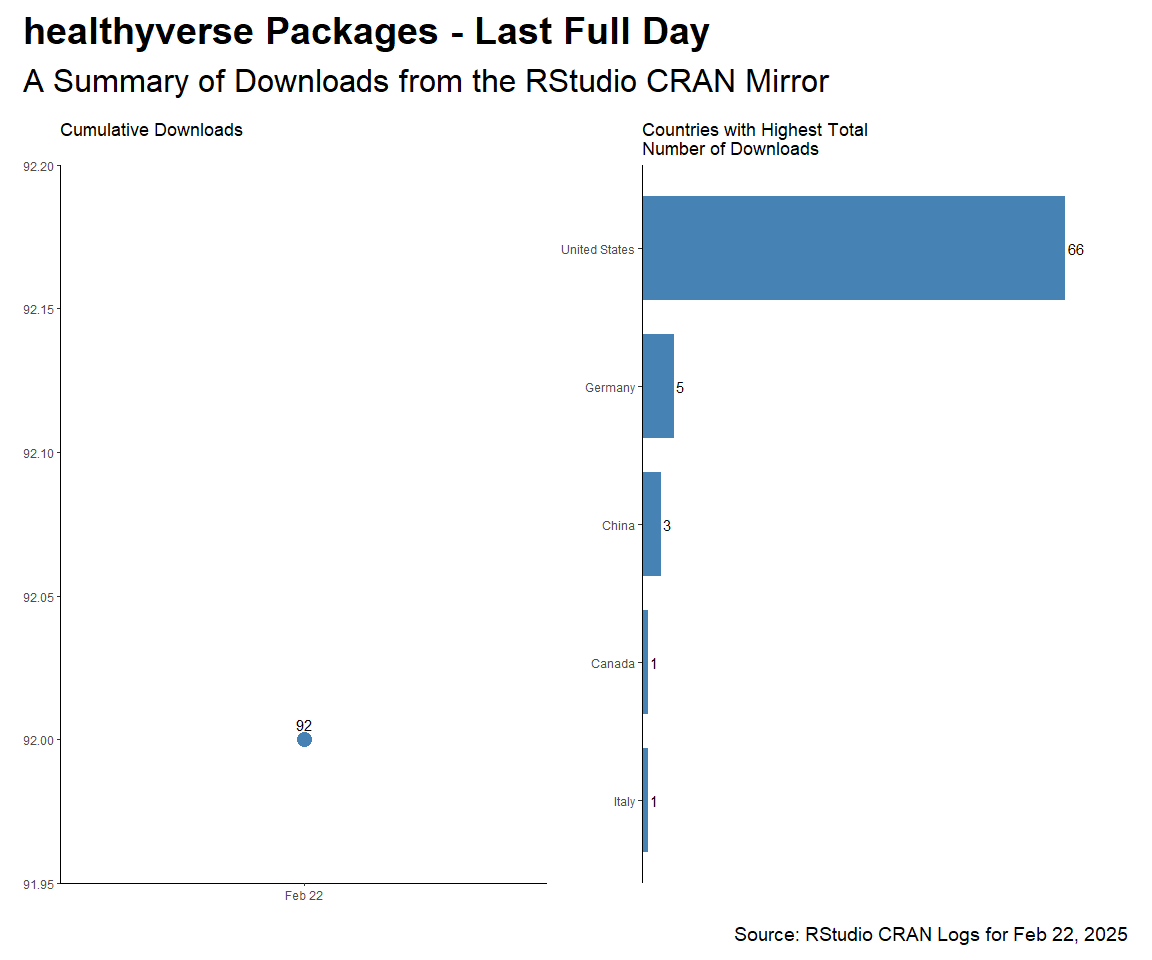 healthyverse Packages - Last Full Day
A Summary of Downloads from the RStudio CRAN Mirror
Cumulative Downloads
92.20
92.15
92.10
92.05
92.00
91.95
92
Feb 22
Countries with Highest Total
Number of Downloads
United States
66
Germany
5
China
3
Canada
1
Italy
1
Source: RStudio CRAN Logs for Feb 22, 2025